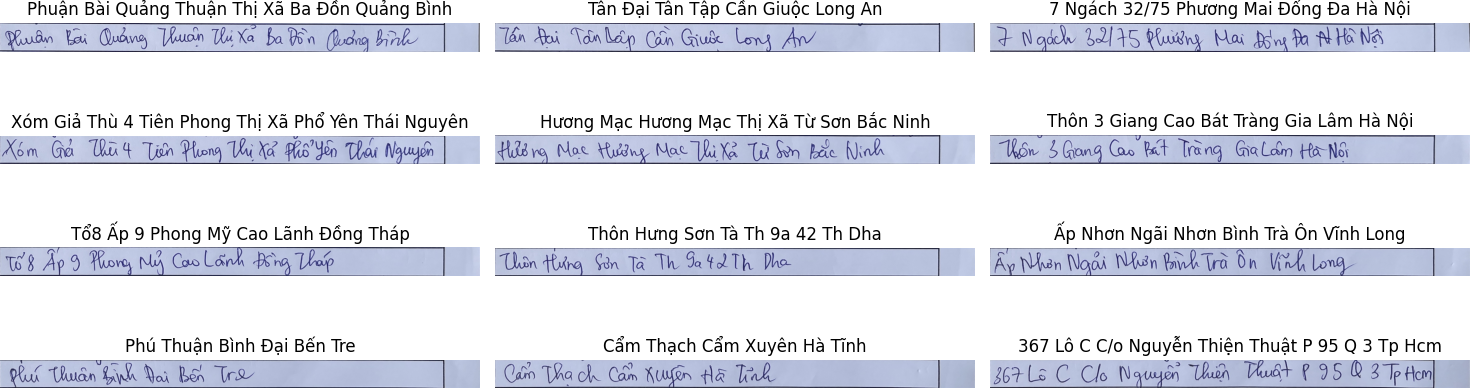 Phuận Bài Quảng Thuận Thị Xã Ba Đồn Quảng Bình
Tân Đại Tân Tập Cần Giuộc Long An
7 Ngách 32/75 Phương Mai Đống Đa Hà Nội
Phuận Bài Quảng Thuận Thị Xã Ba Đồn Quảng Bình
Tân Đại Tân Tập Cần Giuộc Long An
7 Ngách 32/75 Phương Mai Đống Đa Hà Nội
Xóm Giả Thù 4 Tiên Phong Thị Xã Phổ Yên Thái Nguyên
Hương Mạc Hương Mạc Thị Xã Từ Sơn Bắc Ninh
Thôn 3 Giang Cao Bát Tràng Gia Lâm Hà Nội
Xóm Giả Thù 4 Tiên Phong Thị Xã Phổ Yên Thái Nguyên
Hương Mạc Hương Mạc Thị Xã Từ Sơn Bắc Ninh
Thôn 3 Giang Cao Bát Tràng Gia Lâm Hà Nội
Tổ8 Ấp 9 Phong Mỹ Cao Lãnh Đồng Tháp
Thôn Hưng Sơn Tà Th 9a 42 Th Dha
Ấp Nhơn Ngãi Nhơn Bình Trà Ôn Vĩnh Long
Tổ8 Ấp 9 Phong Mỹ Cao Lãnh Đồng Tháp
Thôn Hưng Sơn Tà Th 9a 42 Th Dha
Ấp Nhơn Ngãi Nhơn Bình Trà Ôn Vĩnh Long
Phú Thuận Bình Đại Bến Tre
Cẩm Thạch Cẩm Xuyên Hà Tĩnh
367 Lô C C/o Nguyễn Thiện Thuật P 95 Q 3 Tp Hcm
Phú Thuận Bình Đại Bến Tre
Cẩm Thạch Cẩm Xuyên Hà Tĩnh
367 Lô C C/o Nguyễn Thiện Thuật P 95 Q 3 Tp Hcm